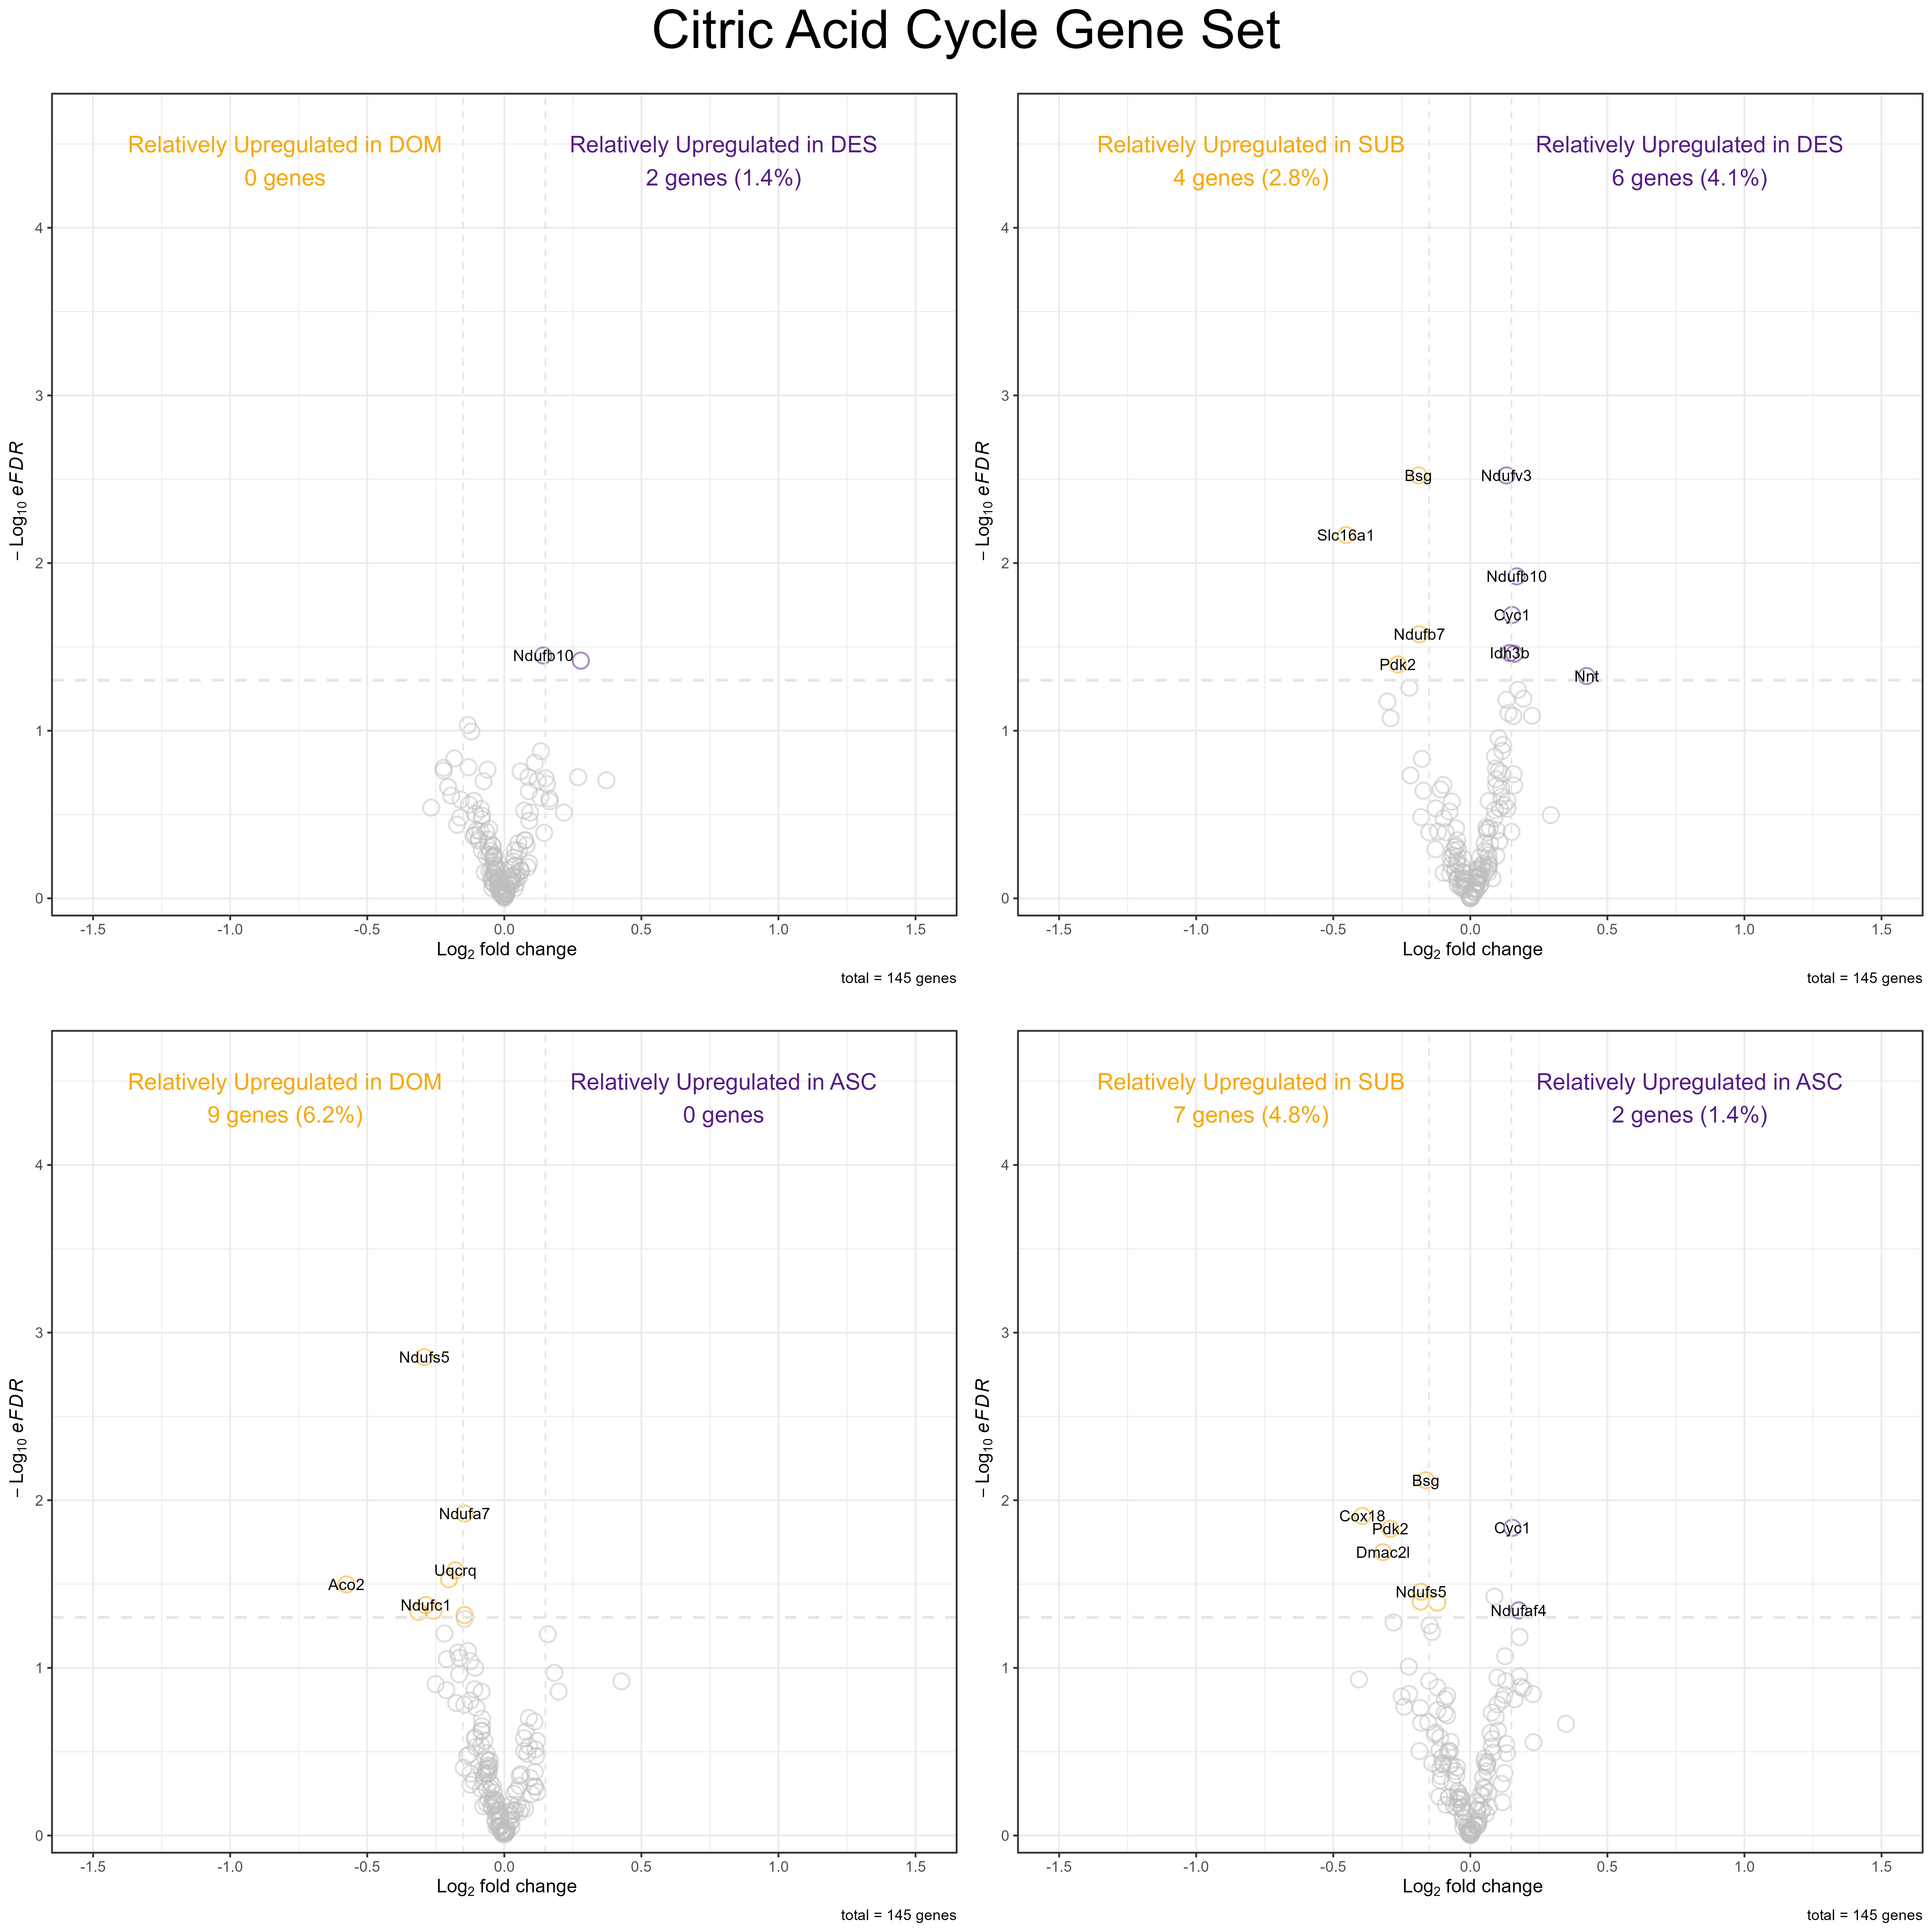 Citric Acid Cycle Gene Set
Relatively Upregulated in DOM
0 genes
Relatively Upregulated in DES
2 genes (1.4%)
4
3
2
1
0
− Log10 eFDR
Ndufb10
-1.5 -1.0 -0.5 0.0 0.5 1.0 1.5
Log2 fold change
total = 145 genes
Relatively Upregulated in SUB
4 genes (2.8%)
Relatively Upregulated in DES
6 genes (4.1%)
4
3
2
1
0
− Log10 eFDR
Bsg
Ndufv3
Slc16a1
Ndufb10
Cyc1
Ndufb7
Idh3b
Pdk2
Nnt
-1.5 -1.0 -0.5 0.0 0.5 1.0 1.5
Log2 fold change
total = 145 genes
Relatively Upregulated in DOM
9 genes (6.2%)
Relatively Upregulated in ASC
0 genes
4
3
2
1
0
− Log10 eFDR
Ndufs5
Ndufa7
Uqcrq
Aco2
Ndufc1
-1.5 -1.0 -0.5 0.0 0.5 1.0 1.5
Log2 fold change
total = 145 genes
Relatively Upregulated in SUB
7 genes (4.8%)
Relatively Upregulated in ASC
2 genes (1.4%)
4
3
2
1
0
− Log10 eFDR
Bsg
Cox18
Pdk2
Cyc1
Dmac2l
Ndufs5
Ndufaf4
-1.5 -1.0 -0.5 0.0 0.5 1.0 1.5
Log2 fold change
total = 145 genes